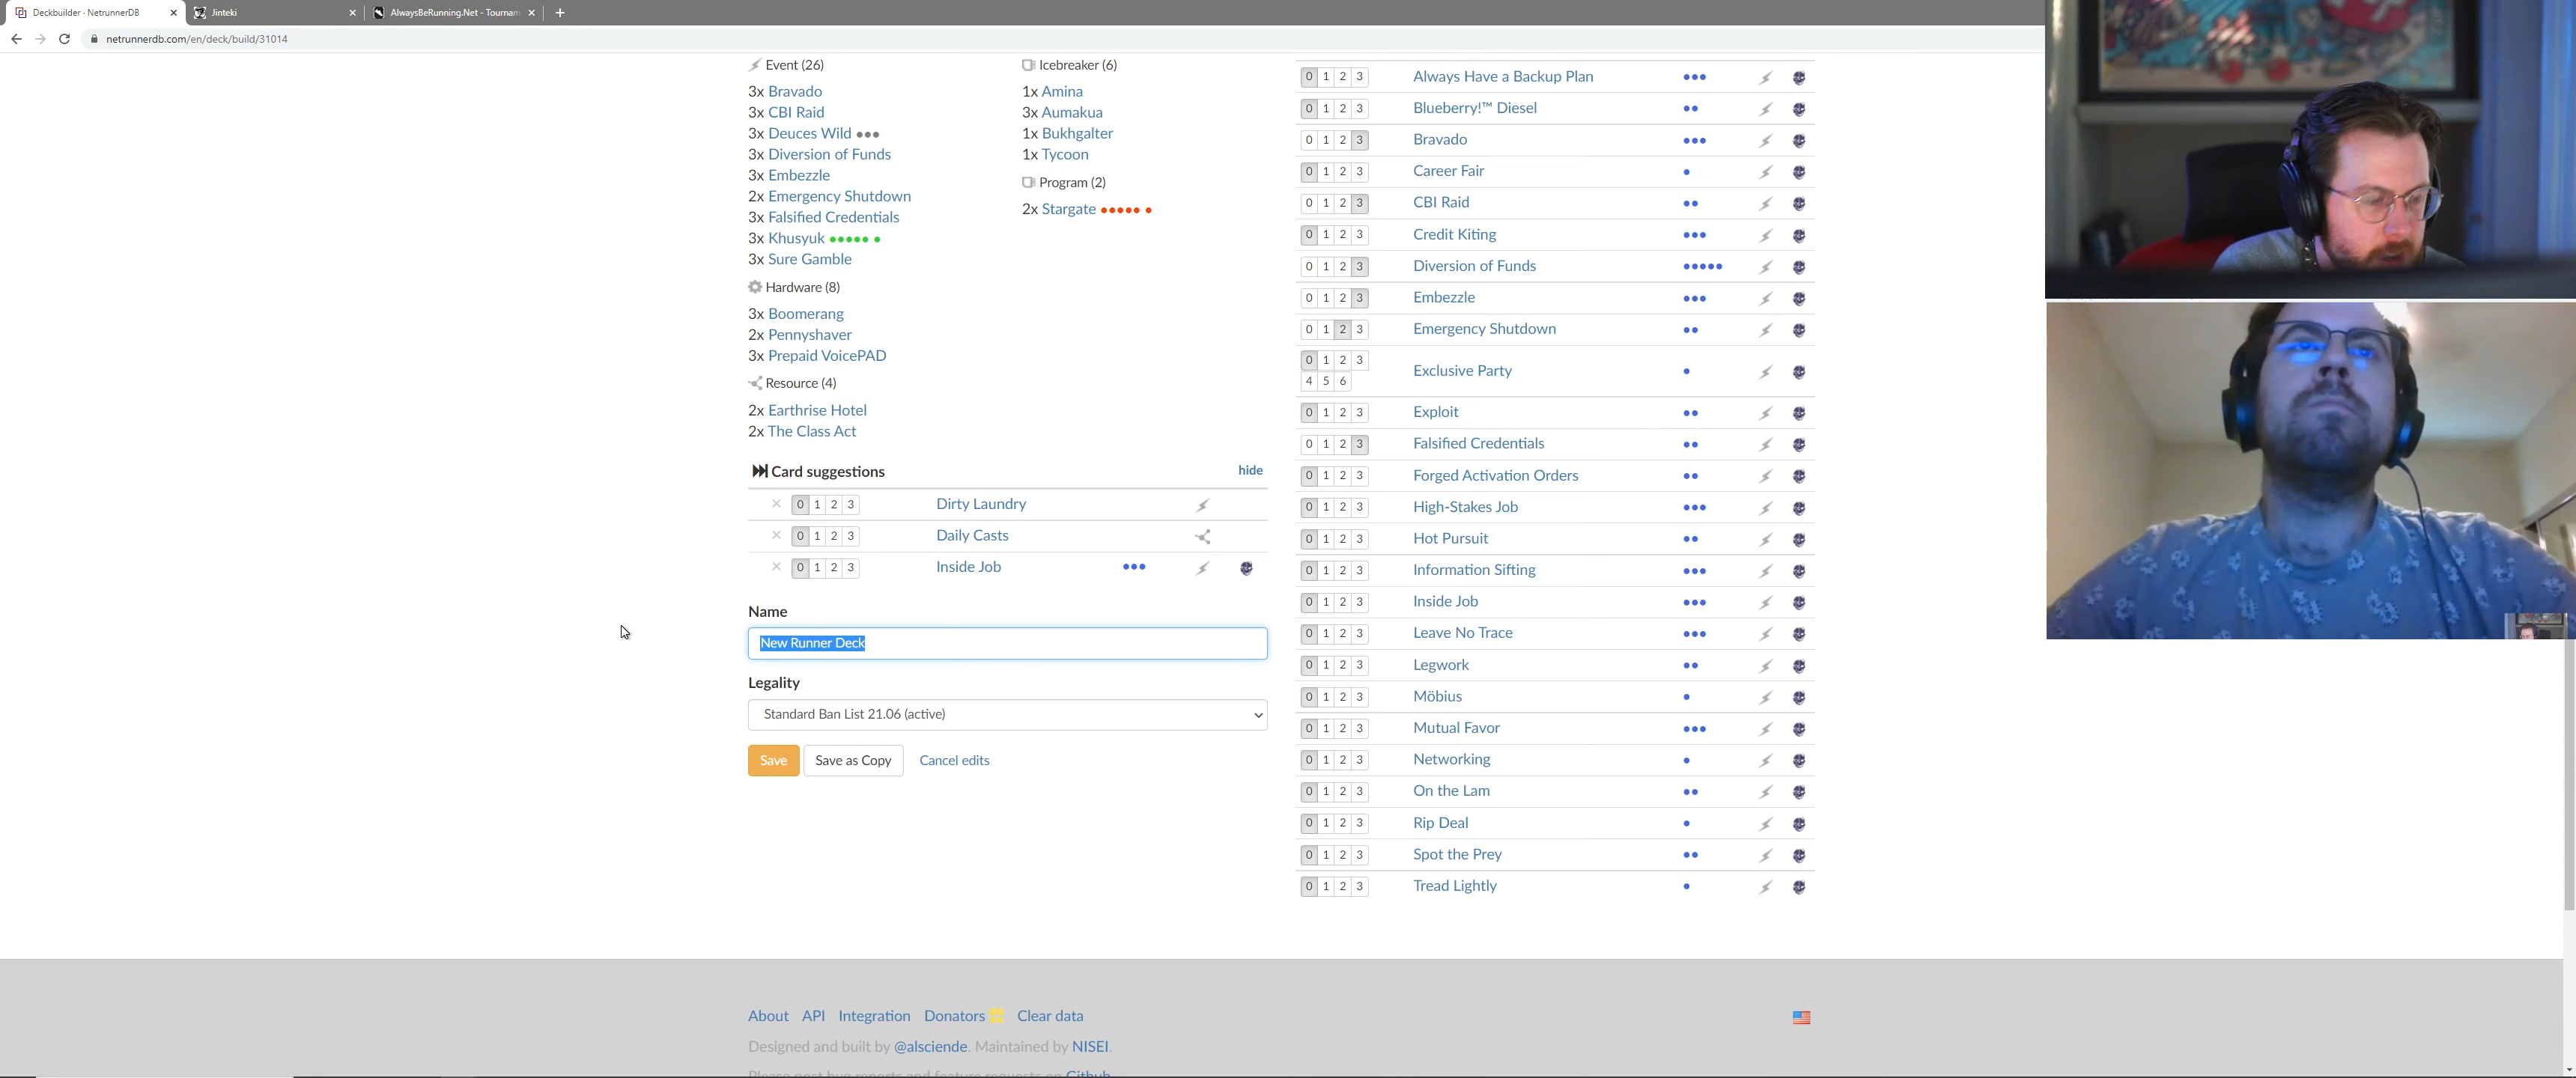 Deckbuilder - NetrunnerDB
Jinteki
AlwaysBeRunning.Net - Tournam
netrunnerdb.com/en/deck/build/31014
Event (26)
3x Bravado
3x CBI Raid
3x Deuces Wild
3x Diversion of Funds
3x Embezzle
2x Emergency Shutdown
3x Falsified Credentials
3x Khusyuk
3x Sure Gamble
Hardware (8)
3x Boomerang
2x Pennyshaver
3x Prepaid VoicePAD
Resource (4)
2x Earthrise Hotel
2x The Class Act
Icebreaker (6)
1x Amina
3x Aumakua
1x Bukhgalter
1x Tycoon
Program (2)
2x Stargate
Card suggestions hide
0 1 2 3 Dirty Laundry
0 1 2 3 Daily Casts
0 1 2 3 Inside Job
Name
New Runner Deck
Legality
Standard Ban List 21.06 (active)
Save Save as Copy Cancel edits
0 1 2 3 Always Have a Backup Plan
0 1 2 3 Blueberry!™ Diesel
0 1 2 3 Bravado
0 1 2 3 Career Fair
0 1 2 3 CBI Raid
0 1 2 3 Credit Kiting
0 1 2 3 Diversion of Funds
0 1 2 3 Embezzle
0 1 2 3 Emergency Shutdown
0 1 2 3
4 5 6 Exclusive Party
0 1 2 3 Exploit
0 1 2 3 Falsified Credentials
0 1 2 3 Forged Activation Orders
0 1 2 3 High-Stakes Job
0 1 2 3 Hot Pursuit
0 1 2 3 Information Sifting
0 1 2 3 Inside Job
0 1 2 3 Leave No Trace
0 1 2 3 Legwork
0 1 2 3 Möbius
0 1 2 3 Mutual Favor
0 1 2 3 Networking
0 1 2 3 On the Lam
0 1 2 3 Rip Deal
0 1 2 3 Spot the Prey
0 1 2 3 Tread Lightly
About API Integration Donators Clear data
Designed and built by @alsciende. Maintained by NISEI.
Please post bug reports and feature requests on Github.